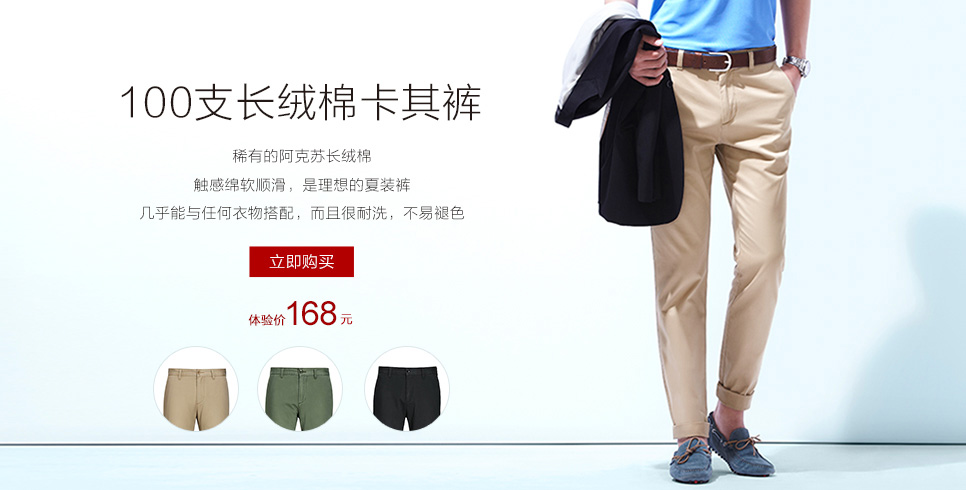 100支长绒棉卡其裤
稀有的阿克苏长绒棉
触感绵软顺滑，是理想的夏装裤
几乎能与任何衣物搭配，而且很耐洗，不易褪色
立即购买
体验价168元